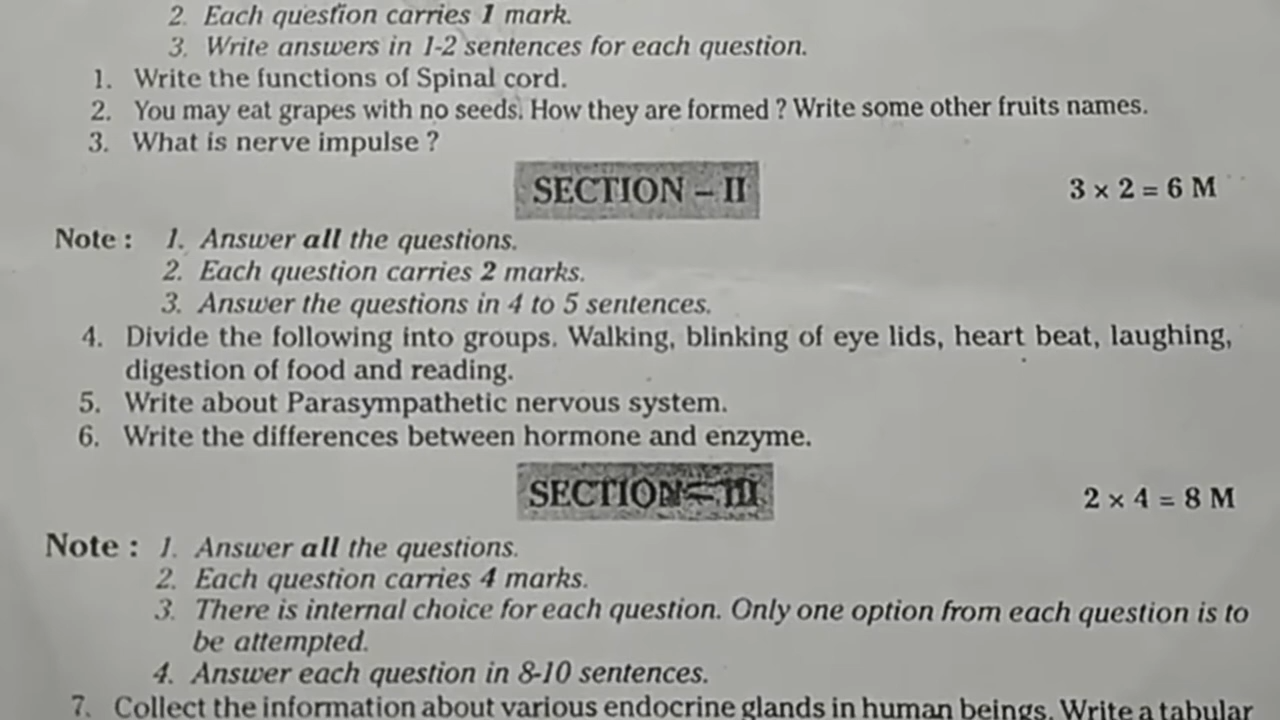 2. Each question carries 1 mark.
3. Write answers in 1-2 sentences for each question.
1. Write the functions of Spinal cord.
2. You may eat grapes with no seeds. How they are formed ? Write some other fruits names.
3. What is nerve impulse ?
SECTION – II 3 × 2 = 6 M
Note : 1. Answer all the questions.
2. Each question carries 2 marks.
3. Answer the questions in 4 to 5 sentences.
4. Divide the following into groups. Walking, blinking of eye lids, heart beat, laughing,
digestion of food and reading.
5. Write about Parasympathetic nervous system.
6. Write the differences between hormone and enzyme.
SECTION – III 2 × 4 = 8 M
Note : 1. Answer all the questions.
2. Each question carries 4 marks.
3. There is internal choice for each question. Only one option from each question is to
be attempted.
4. Answer each question in 8-10 sentences.
7. Collect the information about various endocrine glands in human beings. Write a tabular